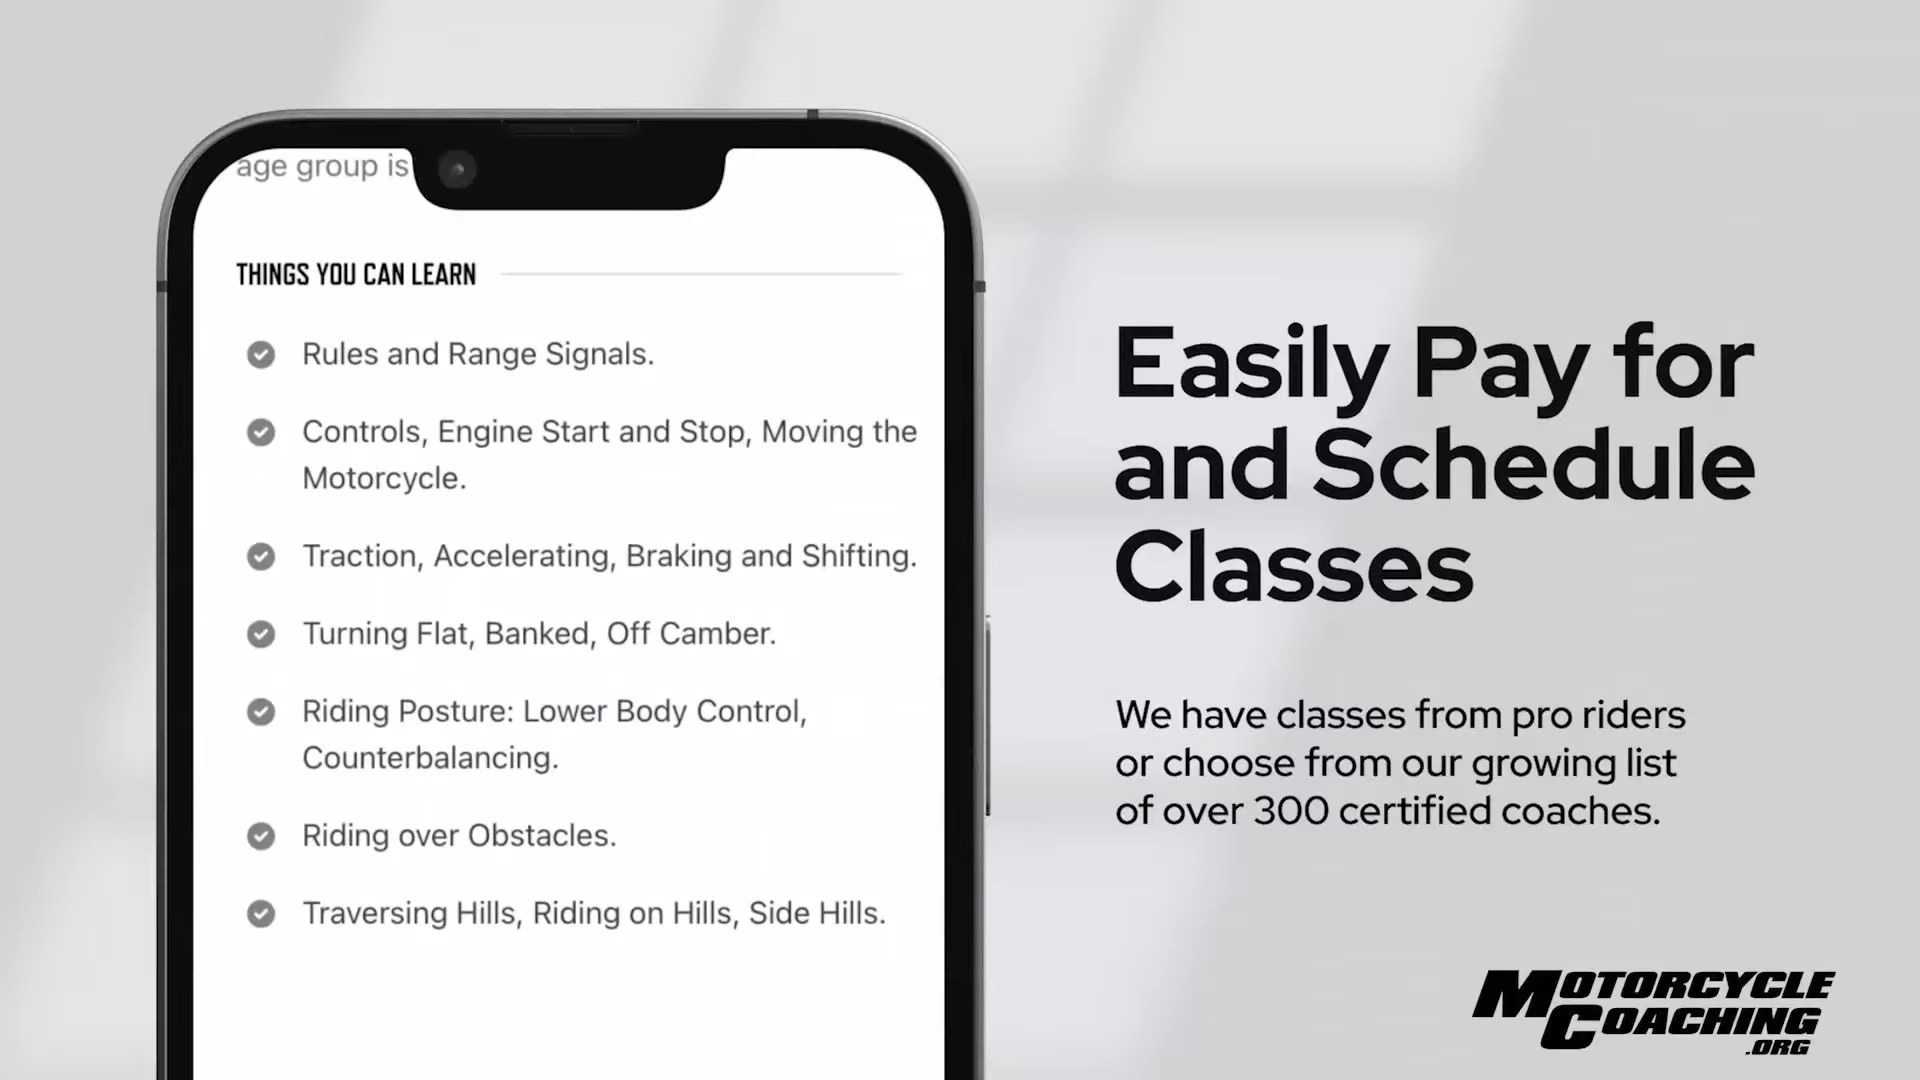 age group is
THINGS YOU CAN LEARN
Rules and Range Signals.
Controls, Engine Start and Stop, Moving the
Motorcycle.
Traction, Accelerating, Braking and Shifting.
Turning Flat, Banked, Off Camber.
Riding Posture: Lower Body Control,
Counterbalancing.
Riding over Obstacles.
Traversing Hills, Riding on Hills, Side Hills.
Easily Pay for
and Schedule
Classes
We have classes from pro riders
or choose from our growing list
of over 300 certified coaches.
MOTORCYCLE
COACHING
.ORG